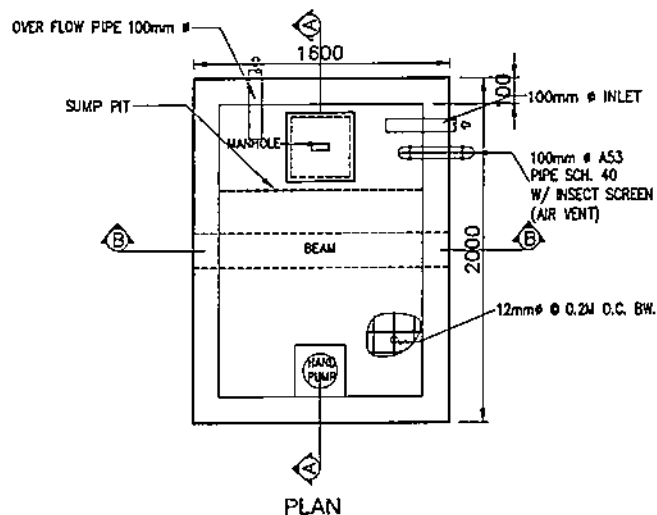 OVER FLOW PIPE 100mm ø
A
1600
SUMP PIT
100mm ø INLET
MANHOLE
100mm ø A53
PIPE SCH. 40
W/ INSECT SCREEN
(AIR VENT)
B
BEAM
B
2000
12mmø @ 0.2M O.C. BW.
HAND
PUMP
A
PLAN